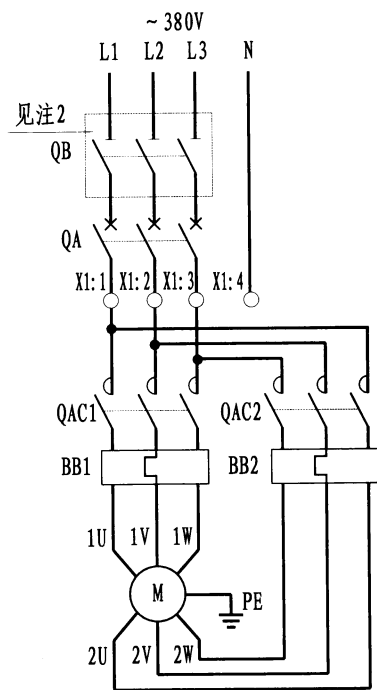 ~380V
L1 L2 L3 N
见注2
QB
QA
X1:1 X1:2 X1:3 X1:4
QAC1 QAC2
BB1 BB2
1U 1V 1W
M
PE
2U 2V 2W